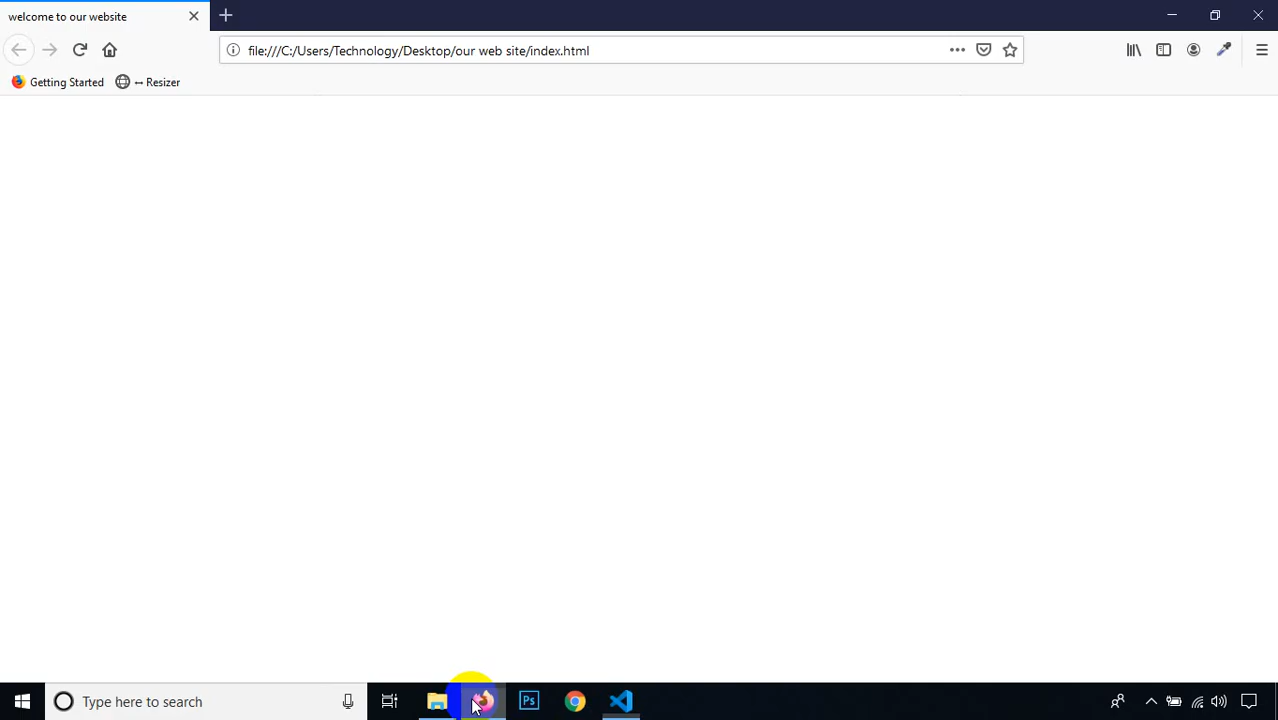 welcome to our website
file:///C:/Users/Technology/Desktop/our web site/index.html
Getting Started
↔ Resizer
Ps
Type here to search